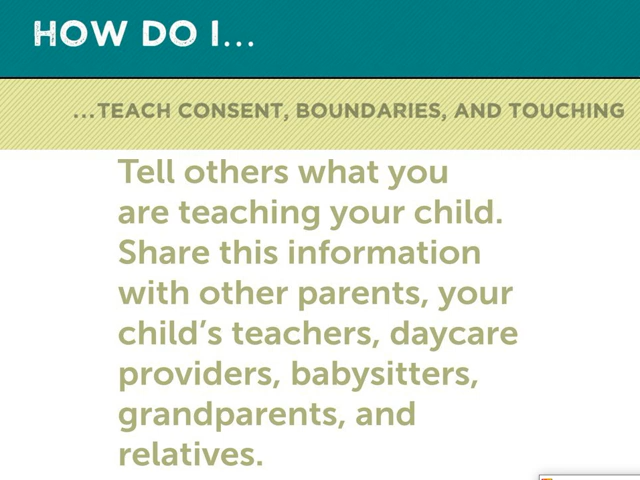 HOW DO I...
...TEACH CONSENT, BOUNDARIES, AND TOUCHING
Tell others what you
are teaching your child.
Share this information
with other parents, your
child’s teachers, daycare
providers, babysitters,
grandparents, and
relatives.